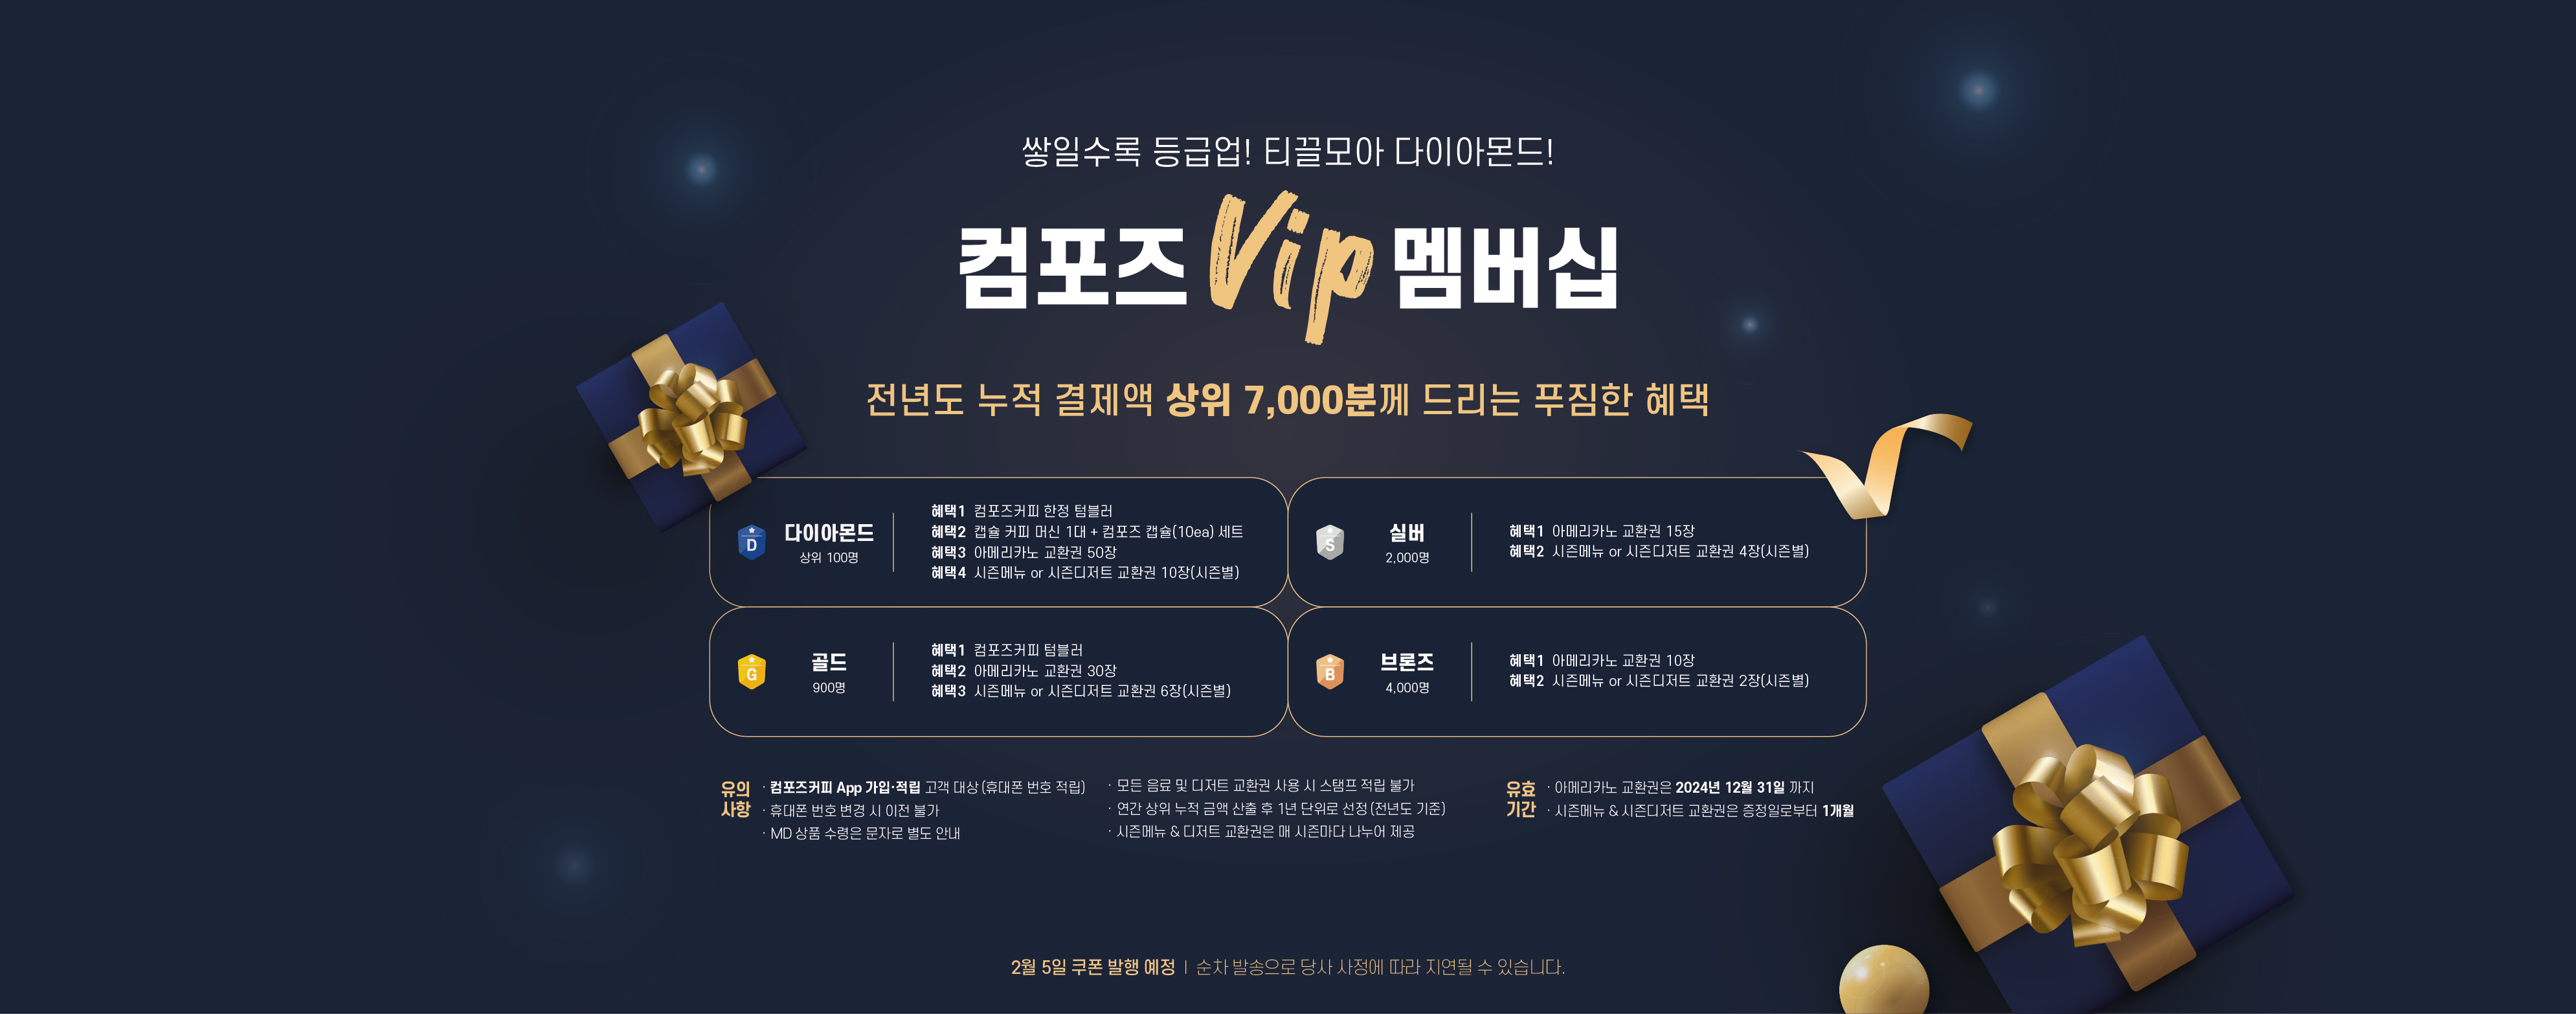 쌓일수록 등급업! 티끌모아 다이아몬드!
컴포즈 Vip 멤버십
전년도 누적 결제액 상위 7,000분께 드리는 푸짐한 혜택
D
다이아몬드
상위 100명
혜택1 컴포즈커피 한정 텀블러
혜택2 캡슐 커피 머신 1대 + 컴포즈 캡슐(10ea) 세트
혜택3 아메리카노 교환권 50장
혜택4 시즌메뉴 or 시즌디저트 교환권 10장(시즌별)
S
실버
2,000명
혜택1 아메리카노 교환권 15장
혜택2 시즌메뉴 or 시즌디저트 교환권 4장(시즌별)
G
골드
900명
혜택1 컴포즈커피 텀블러
혜택2 아메리카노 교환권 30장
혜택3 시즌메뉴 or 시즌디저트 교환권 6장(시즌별)
B
브론즈
4,000명
혜택1 아메리카노 교환권 10장
혜택2 시즌메뉴 or 시즌디저트 교환권 2장(시즌별)
유의
사항
· 컴포즈커피 App 가입·적립 고객 대상 (휴대폰 번호 적립)
· 휴대폰 번호 변경 시 이전 불가
· MD 상품 수령은 문자로 별도 안내
· 모든 음료 및 디저트 교환권 사용 시 스탬프 적립 불가
· 연간 상위 누적 금액 산출 후 1년 단위로 선정 (전년도 기준)
· 시즌메뉴 & 디저트 교환권은 매 시즌마다 나누어 제공
유효
기간
· 아메리카노 교환권은 2024년 12월 31일 까지
· 시즌메뉴 & 시즌디저트 교환권은 증정일로부터 1개월
2월 5일 쿠폰 발행 예정 | 순차 발송으로 당사 사정에 따라 지연될 수 있습니다.